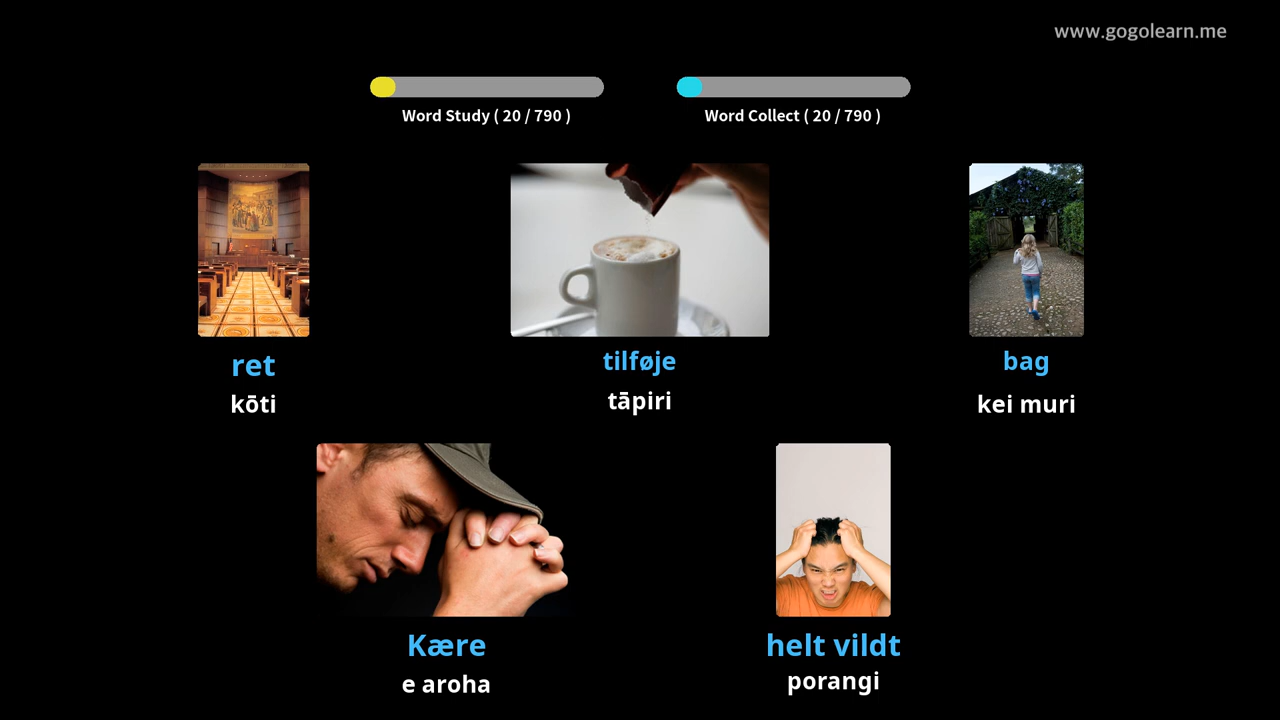 www.gogolearn.me
Word Study ( 20 / 790 )
Word Collect ( 20 / 790 )
ret
kōti
tilføje
tāpiri
bag
kei muri
Kære
e aroha
helt vildt
porangi